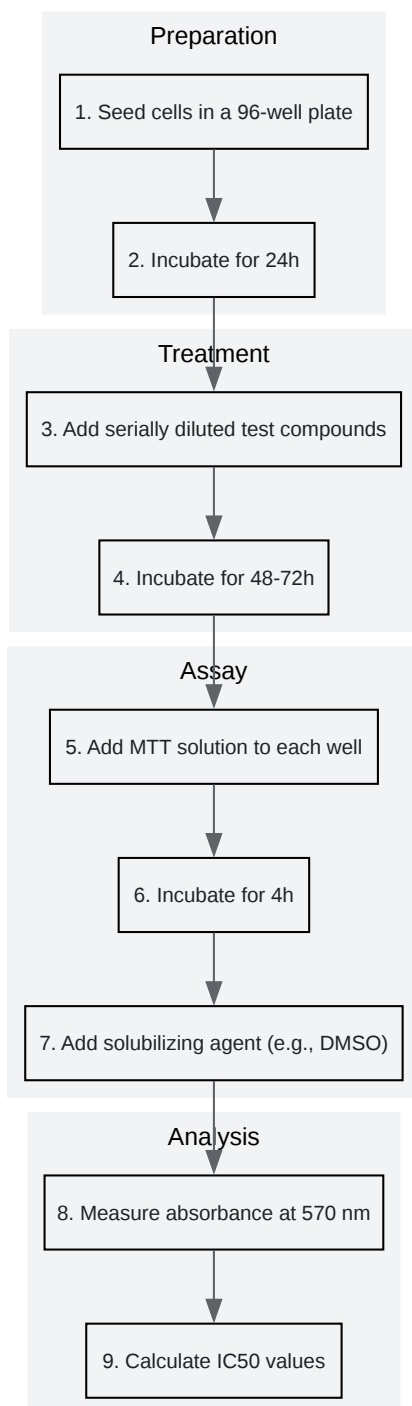 Preparation
1. Seed cells in a 96-well plate
2. Incubate for 24h
Treatment
3. Add serially diluted test compounds
4. Incubate for 48-72h
Assay
5. Add MTT solution to each well
6. Incubate for 4h
7. Add solubilizing agent (e.g., DMSO)
Analysis
8. Measure absorbance at 570 nm
9. Calculate IC50 values